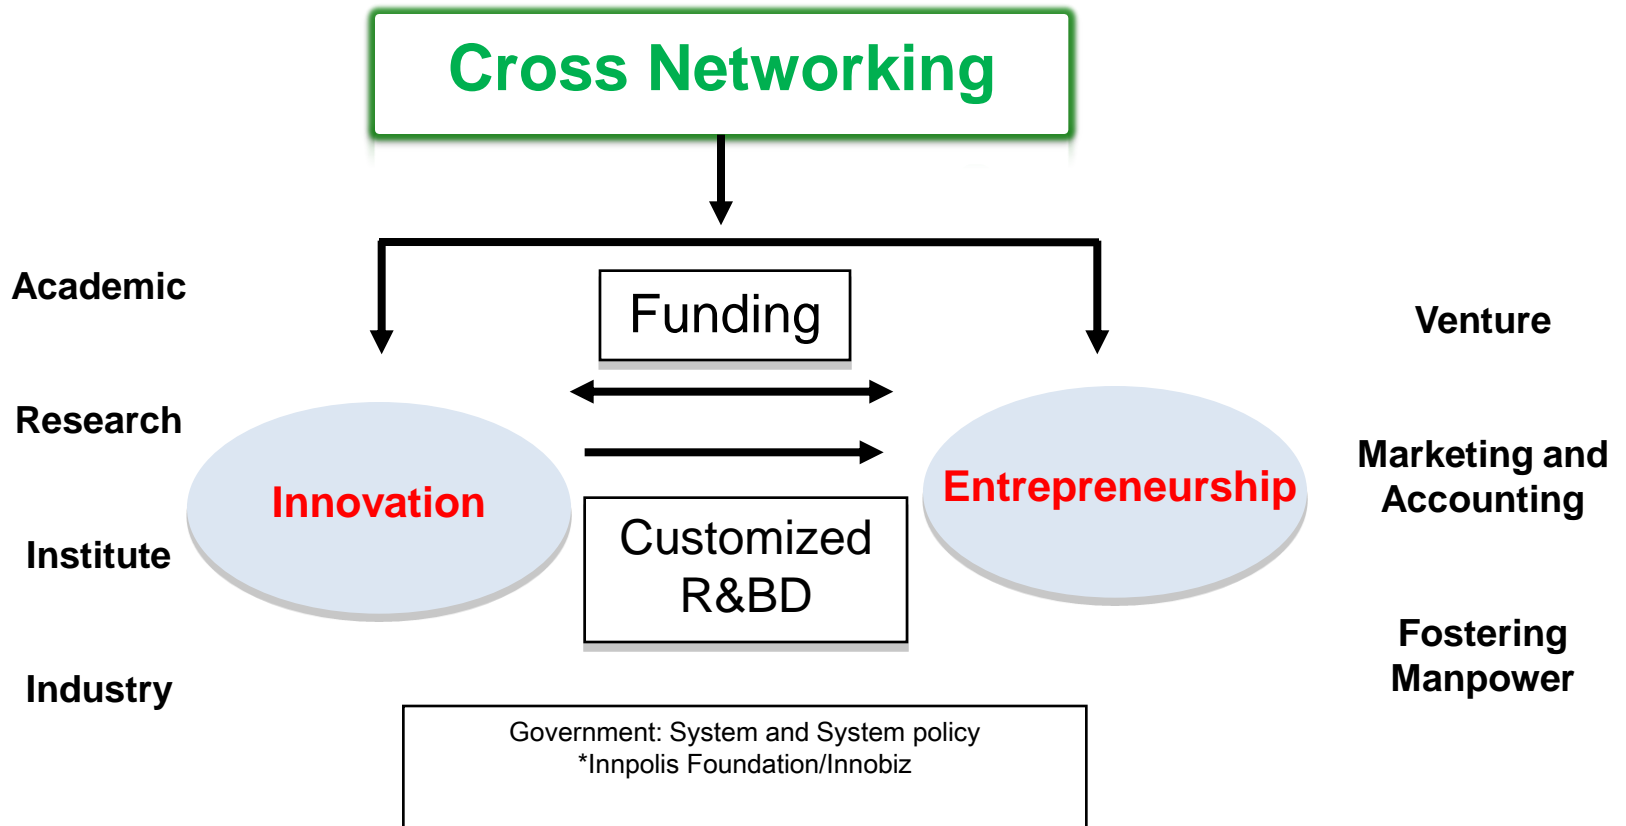 Cross Networking
Academic
Funding
Venture
Research
Marketing and
Accounting
Innovation
Entrepreneurship
Customized
R&BD
Institute
Fostering
Manpower
Industry
Government: System and System policy
*Innpolis Foundation/Innobiz